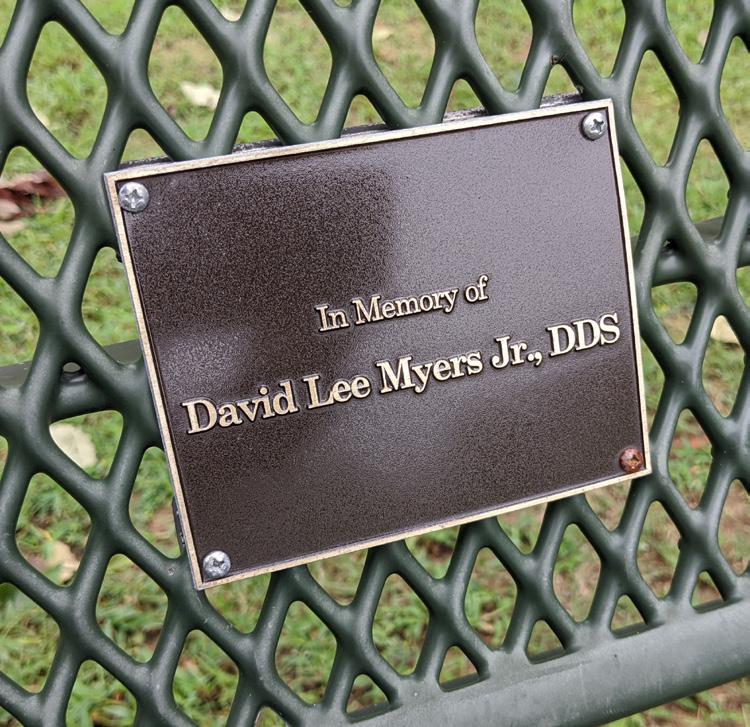 In Memory of
David Lee Myers Jr., DDS